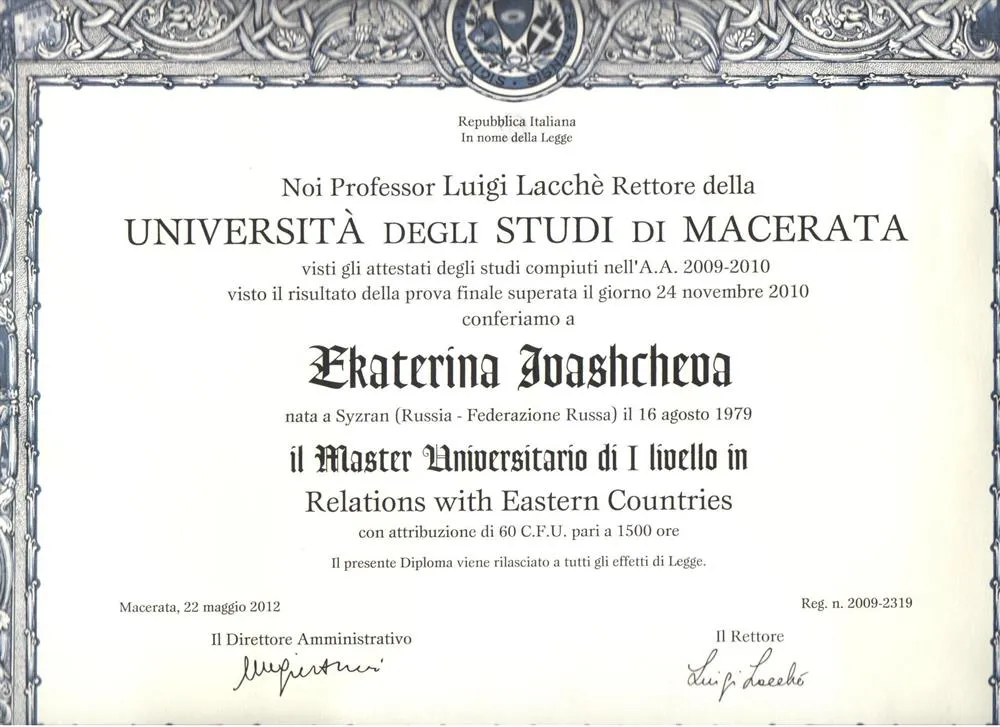 Repubblica Italiana
In nome della Legge
Noi Professor Luigi Lacchè Rettore della
UNIVERSITÀ DEGLI STUDI DI MACERATA
visti gli attestati degli studi compiuti nell'A.A. 2009-2010
visto il risultato della prova finale superata il giorno 24 novembre 2010
conferiamo a
Ekaterina Ivashcheva
nata a Syzran (Russia - Federazione Russa) il 16 agosto 1979
il Master Universitario di I livello in
Relations with Eastern Countries
con attribuzione di 60 C.F.U. pari a 1500 ore
Il presente Diploma viene rilasciato a tutti gli effetti di Legge.
Macerata, 22 maggio 2012
Reg. n. 2009-2319
Il Direttore Amministrativo
Il Rettore
Luigi Lacchè